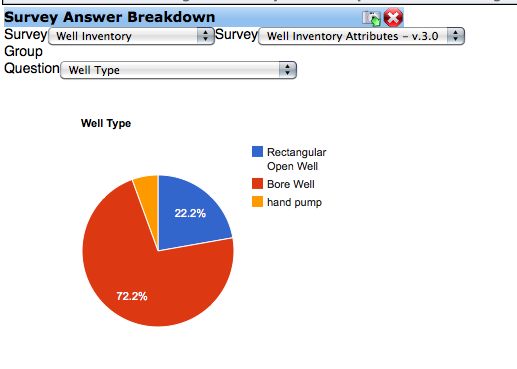 Survey Answer Breakdown
Survey Group Well Inventory Survey Well Inventory Attributes – v.3.0
Question Well Type
Well Type
Rectangular
Open Well
Bore Well
hand pump
22.2%
72.2%